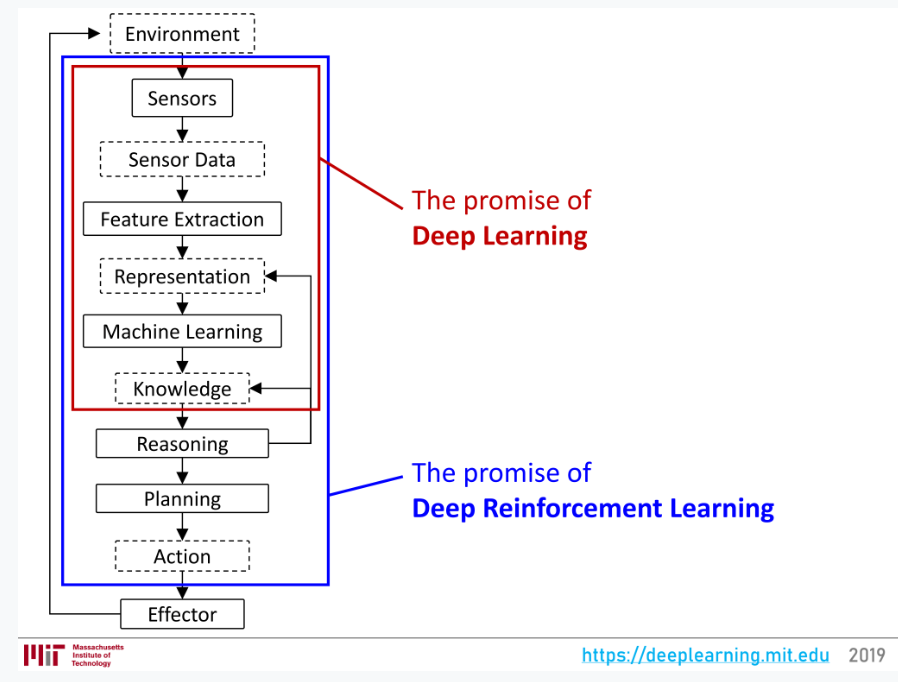 Environment
Sensors
Sensor Data
Feature Extraction
Representation
Machine Learning
Knowledge
Reasoning
Planning
Action
Effector
The promise of
Deep Learning
The promise of
Deep Reinforcement Learning
Massachusetts
Institute of
Technology
https://deeplearning.mit.edu 2019